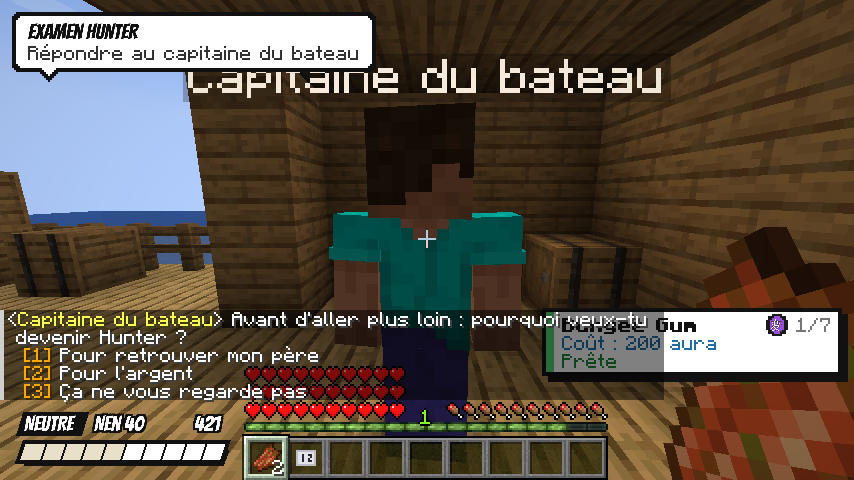 EXAMEN HUNTER
Répondre au capitaine du bateau
Capitaine du bateau
<Capitaine du bateau> Avant d'aller plus loin : pourquoi veux-tu
devenir Hunter ?
[1] Pour retrouver mon père
[2] Pour l'argent
[3] Ça ne vous regarde pas
Bungee Gum
1/7
Coût : 200 aura
Prête
NEUTRE
NEN 40
421
1
2
12